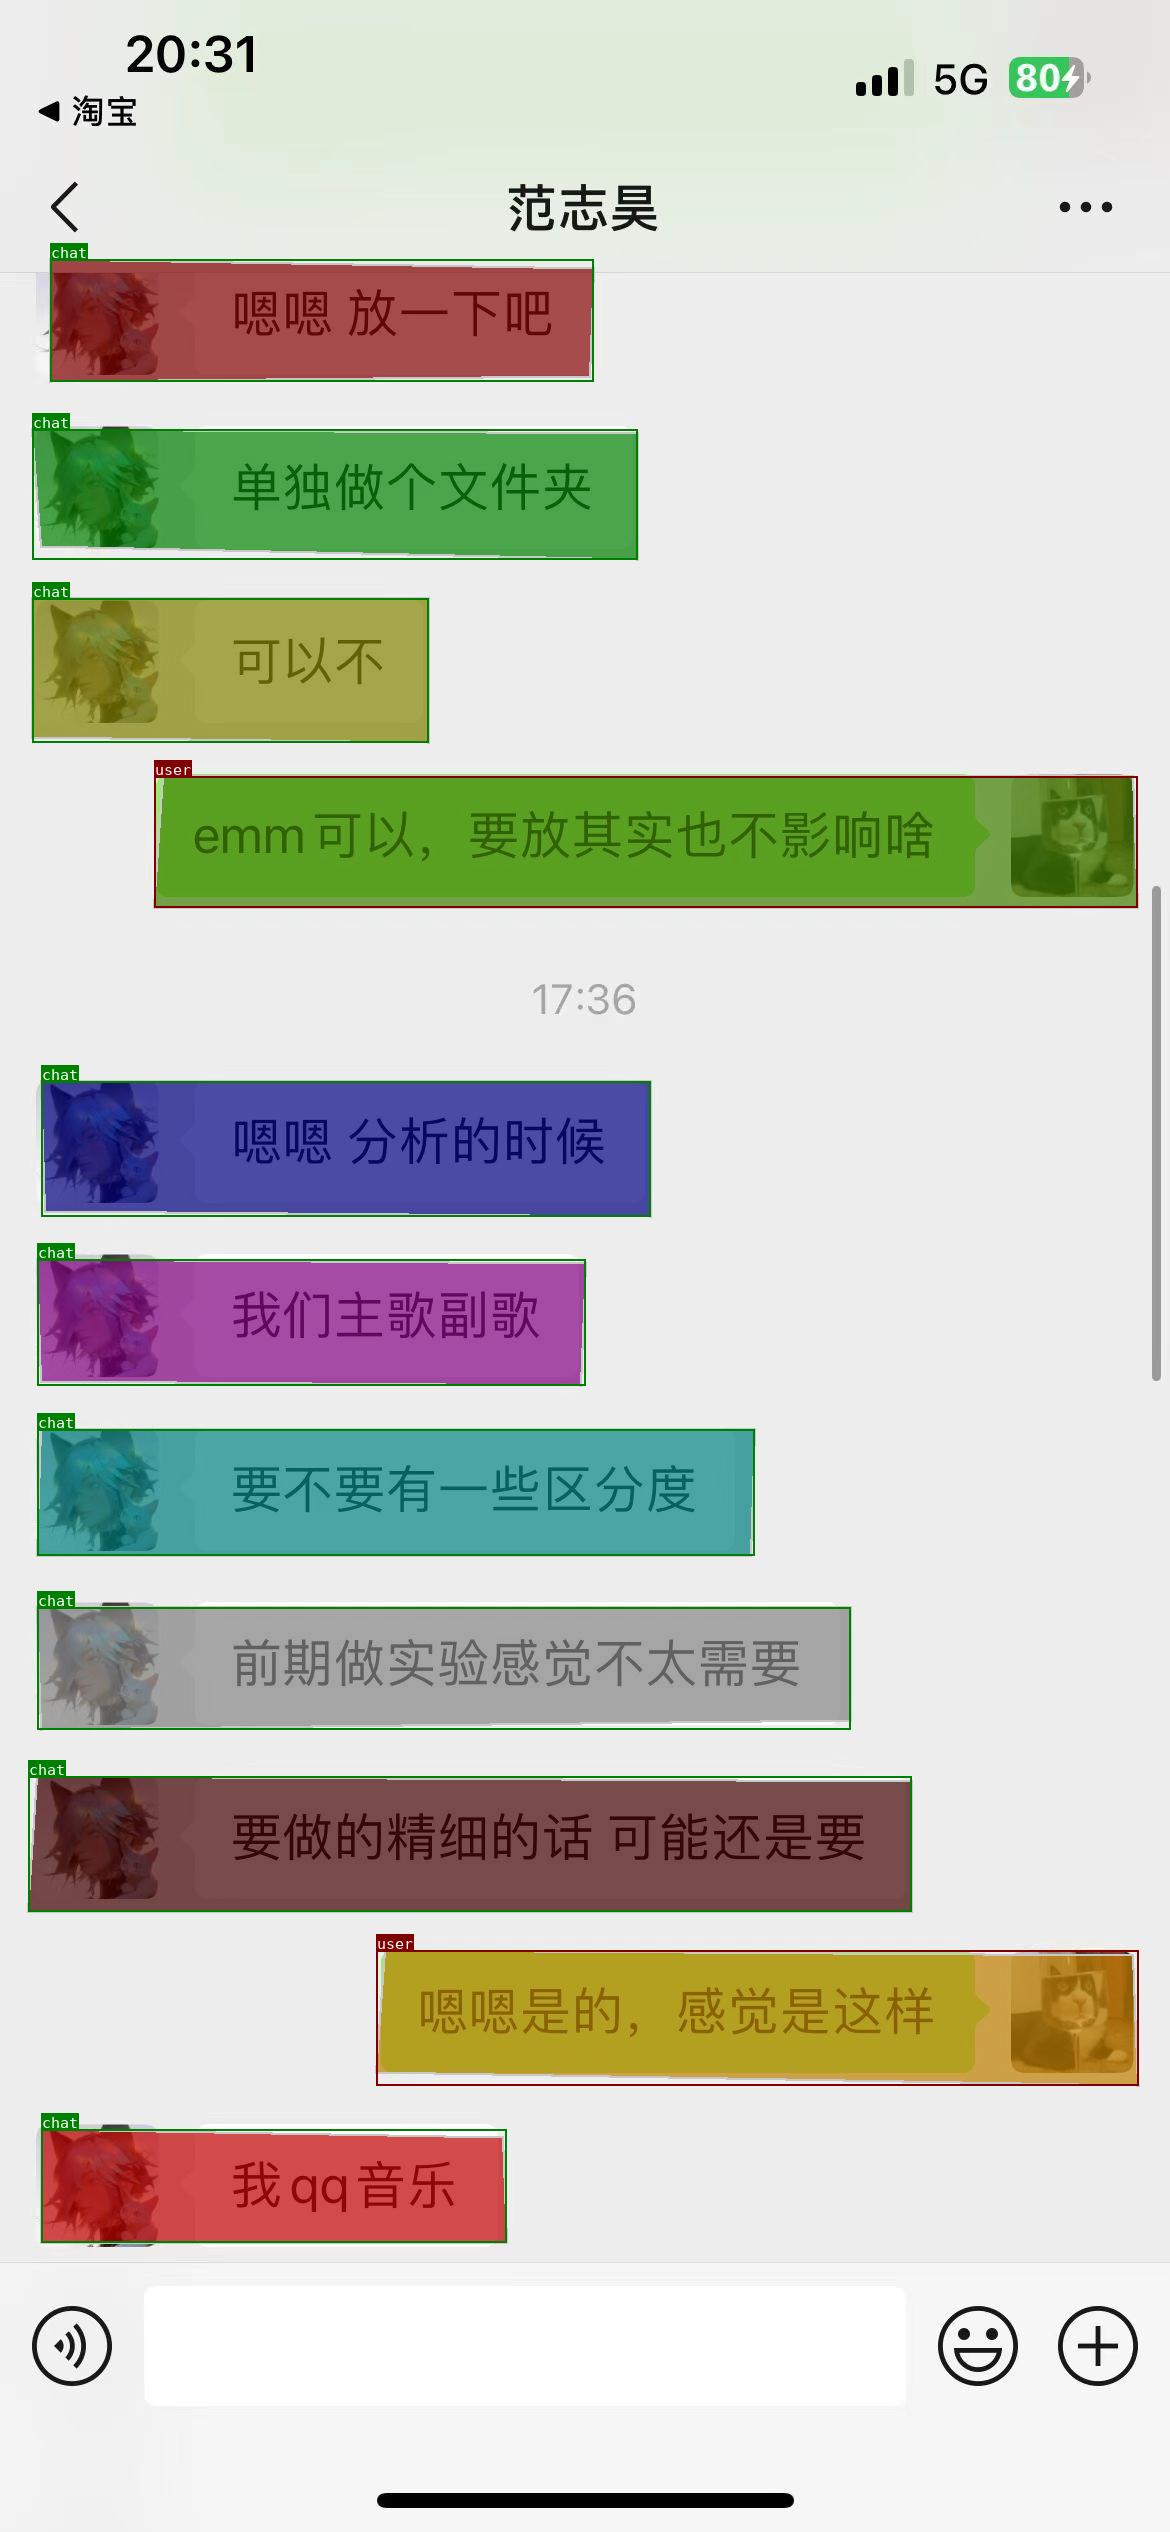 20:31
5G
80
淘宝
范志昊
chat
嗯嗯 放一下吧
chat
单独做个文件夹
chat
可以不
user
emm可以，要放其实也不影响啥
17:36
chat
嗯嗯 分析的时候
chat
我们主歌副歌
chat
要不要有一些区分度
chat
前期做实验感觉不太需要
chat
要做的精细的话 可能还是要
user
嗯嗯是的，感觉是这样
chat
我qq音乐